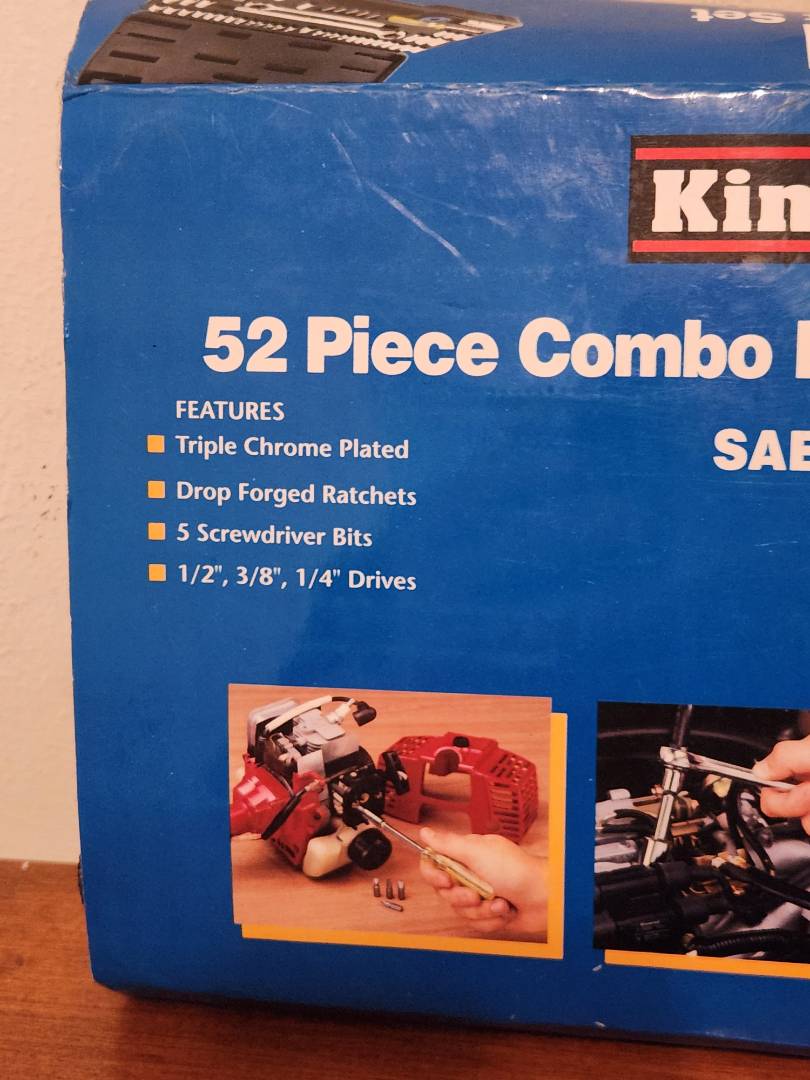 Set
Kin
52 Piece Combo
SAE
FEATURES
Triple Chrome Plated
Drop Forged Ratchets
5 Screwdriver Bits
1/2", 3/8", 1/4" Drives